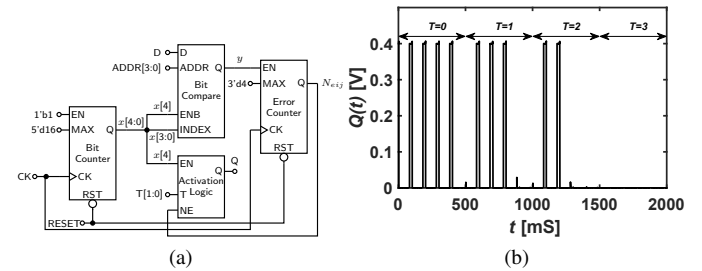 D
D
ADDR[3:0]
ADDR
Q
Bit
Compare
ENB
INDEX
y
3'd4
EN
MAX
Q
Error
Counter
CK
RST
N_eij
1'b1
5'd16
EN
MAX
Q
Bit
Counter
CK
RST
CK
RESET
x[4:0]
x[4]
x[3:0]
x[4]
EN
Q
Q
Activation
Logic
T[1:0]
T
NE
(a)
Q(t) [V]
0.4
0.3
0.2
0.1
0
T=0
T=1
T=2
T=3
0
500
1000
1500
2000
t [mS]
(b)